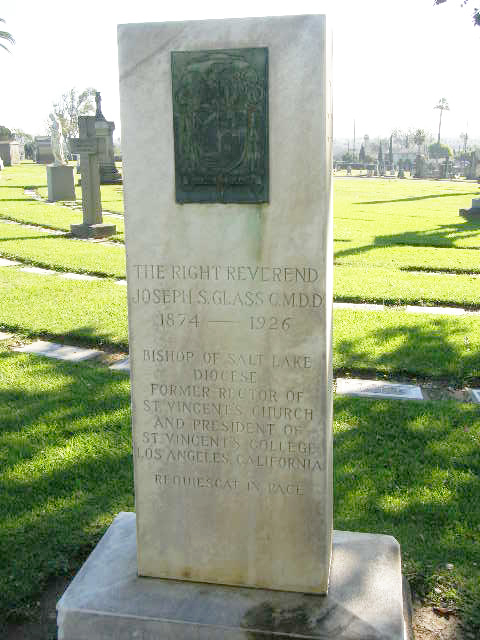 THE RIGHT REVEREND
JOSEPH S. GLASS C.M.D.D.
1874 — 1926
BISHOP OF SALT LAKE
DIOCESE
FORMER RECTOR OF
ST. VINCENT'S CHURCH
AND PRESIDENT OF
ST. VINCENT'S COLLEGE
LOS ANGELES CALIFORNIA
REQUIESCAT IN PACE